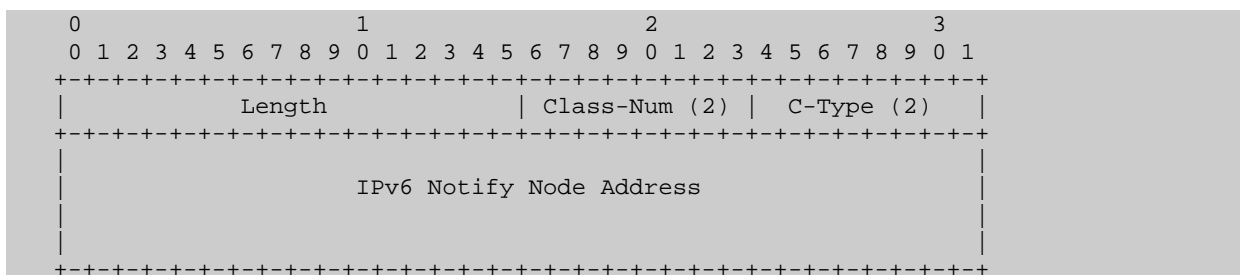 0                   1                   2                   3
 0 1 2 3 4 5 6 7 8 9 0 1 2 3 4 5 6 7 8 9 0 1 2 3 4 5 6 7 8 9 0 1
+-+-+-+-+-+-+-+-+-+-+-+-+-+-+-+-+-+-+-+-+-+-+-+-+-+-+-+-+-+-+-+-+
|            Length             | Class-Num (2) |  C-Type (2)   |
+-+-+-+-+-+-+-+-+-+-+-+-+-+-+-+-+-+-+-+-+-+-+-+-+-+-+-+-+-+-+-+-+
|                                                               |
|                    IPv6 Notify Node Address                   |
|                                                               |
|                                                               |
+-+-+-+-+-+-+-+-+-+-+-+-+-+-+-+-+-+-+-+-+-+-+-+-+-+-+-+-+-+-+-+-+